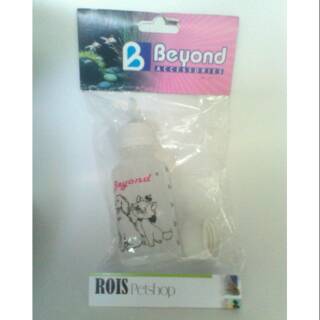 B Beyond
ACCESSORIES
Beyond
ROIS Petshop